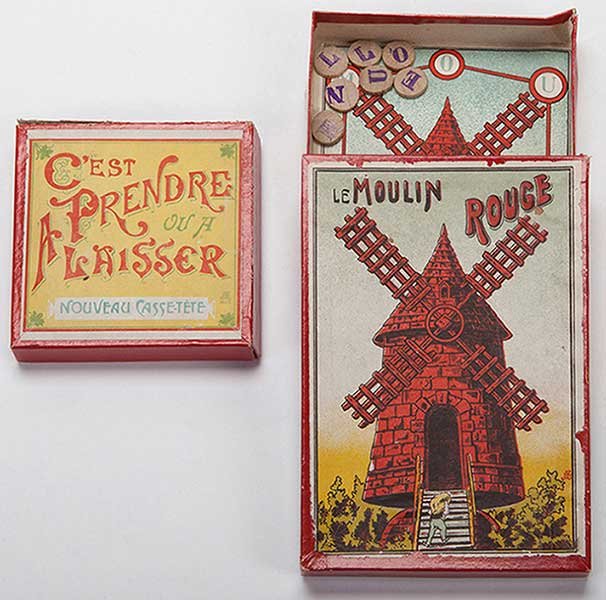 C'EST
A PRENDRE
OU A
LAISSER
NOUVEAU CASSE-TÊTE
L L O
N U E
O U
LE MOULIN ROUGE